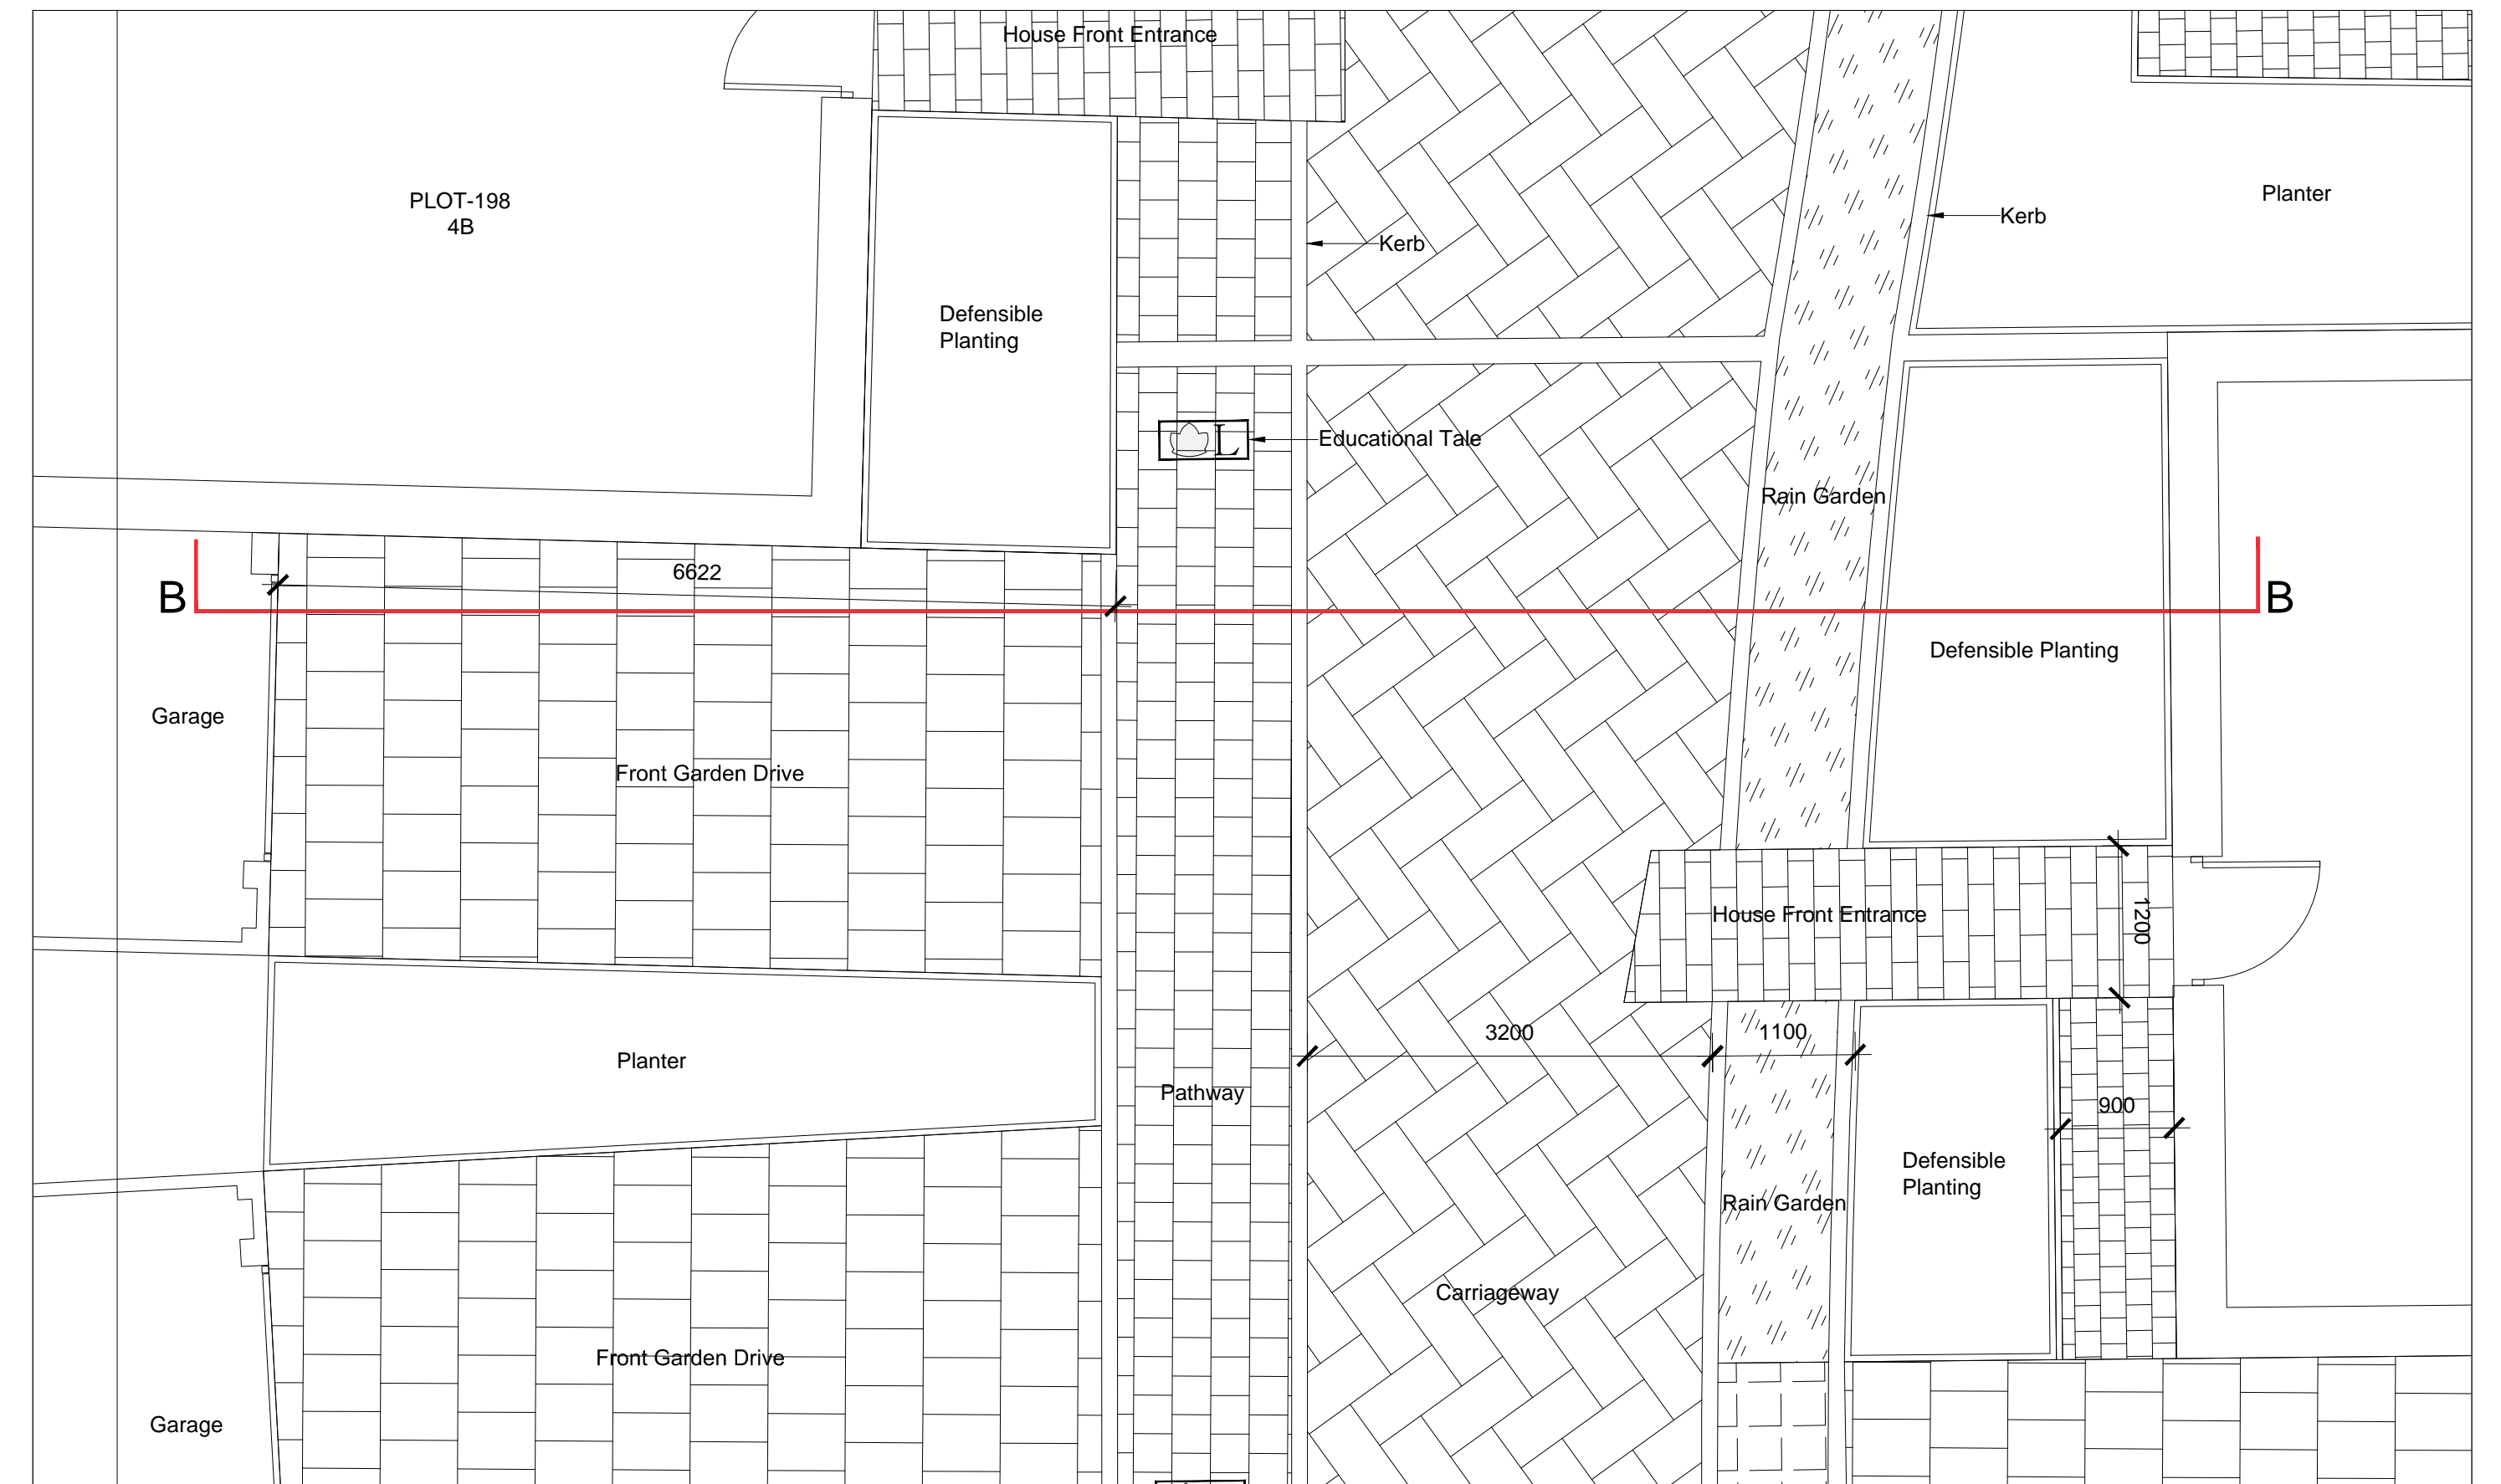 House Front Entrance
PLOT-198
4B
Planter
Kerb
Kerb
Defensible
Planting
L
Educational Tale
Rain Garden
6622
B
B
Defensible Planting
Garage
Front Garden Drive
House Front Entrance
1200
3200
1100
Planter
Pathway
900
Defensible
Planting
Rain Garden
Carriageway
Front Garden Drive
Garage